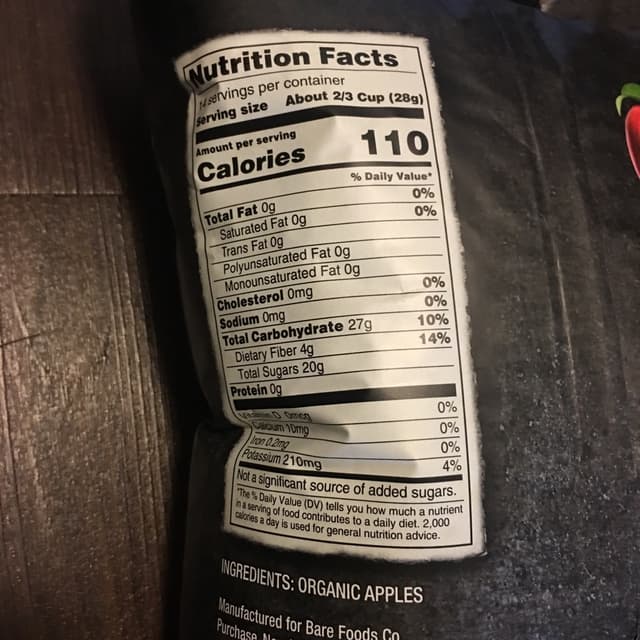 Nutrition Facts
14 servings per container
Serving size About 2/3 Cup (28g)
Amount per serving
Calories 110
% Daily Value*
Total Fat 0g 0%
Saturated Fat 0g 0%
Trans Fat 0g
Polyunsaturated Fat 0g
Monounsaturated Fat 0g
Cholesterol 0mg 0%
Sodium 0mg 0%
Total Carbohydrate 27g 10%
Dietary Fiber 4g 14%
Total Sugars 20g
Protein 0g
Vitamin D 0mcg 0%
Calcium 10mg 0%
Iron 0.2mg 0%
Potassium 210mg 4%
Not a significant source of added sugars.
*The % Daily Value (DV) tells you how much a nutrient
in a serving of food contributes to a daily diet. 2,000
calories a day is used for general nutrition advice.
INGREDIENTS: ORGANIC APPLES
Manufactured for Bare Foods Co
Purchase